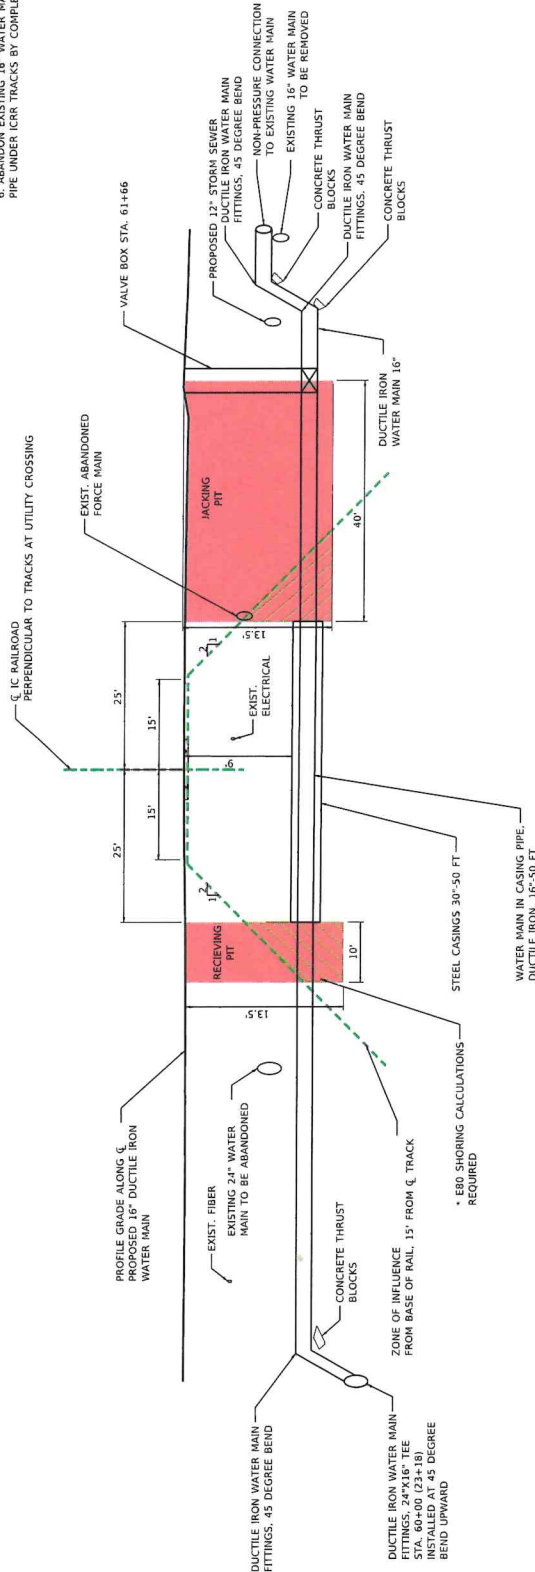 6. ABANDON EXISTING 16" WATER MA
PIPE UNDER ICRR TRACKS BY COMPLE
℄ IC RAILROAD
PERPENDICULAR TO TRACKS AT UTILITY CROSSING
VALVE BOX STA. 61+66
EXIST. ABANDONED
FORCE MAIN
PROFILE GRADE ALONG ℄
PROPOSED 16" DUCTILE IRON
WATER MAIN
25'
25'
15'
15'
2
1
2
1
9'
EXIST.
ELECTRICAL
JACKING
PIT
13.5'
40'
RECIEVING
PIT
13.5'
10'
PROPOSED 12" STORM SEWER
DUCTILE IRON WATER MAIN
FITTINGS, 45 DEGREE BEND
NON-PRESSURE CONNECTION
TO EXISTING WATER MAIN
EXISTING 16" WATER MAIN
TO BE REMOVED
CONCRETE THRUST
BLOCKS
DUCTILE IRON WATER MAIN
FITTINGS, 45 DEGREE BEND
CONCRETE THRUST
BLOCKS
DUCTILE IRON
WATER MAIN 16"
EXIST. FIBER
EXISTING 24" WATER
MAIN TO BE ABANDONED
CONCRETE THRUST
BLOCKS
DUCTILE IRON WATER MAIN
FITTINGS, 45 DEGREE BEND
DUCTILE IRON WATER MAIN
FITTINGS, 24"X16" TEE
STA. 60+00 (23+18)
INSTALLED AT 45 DEGREE
BEND UPWARD
ZONE OF INFLUENCE
FROM BASE OF RAIL, 15' FROM ℄ TRACK
* E80 SHORING CALCULATIONS
REQUIRED
STEEL CASINGS 30"-50 FT
WATER MAIN IN CASING PIPE,
DUCTILE IRON, 16"-50 FT